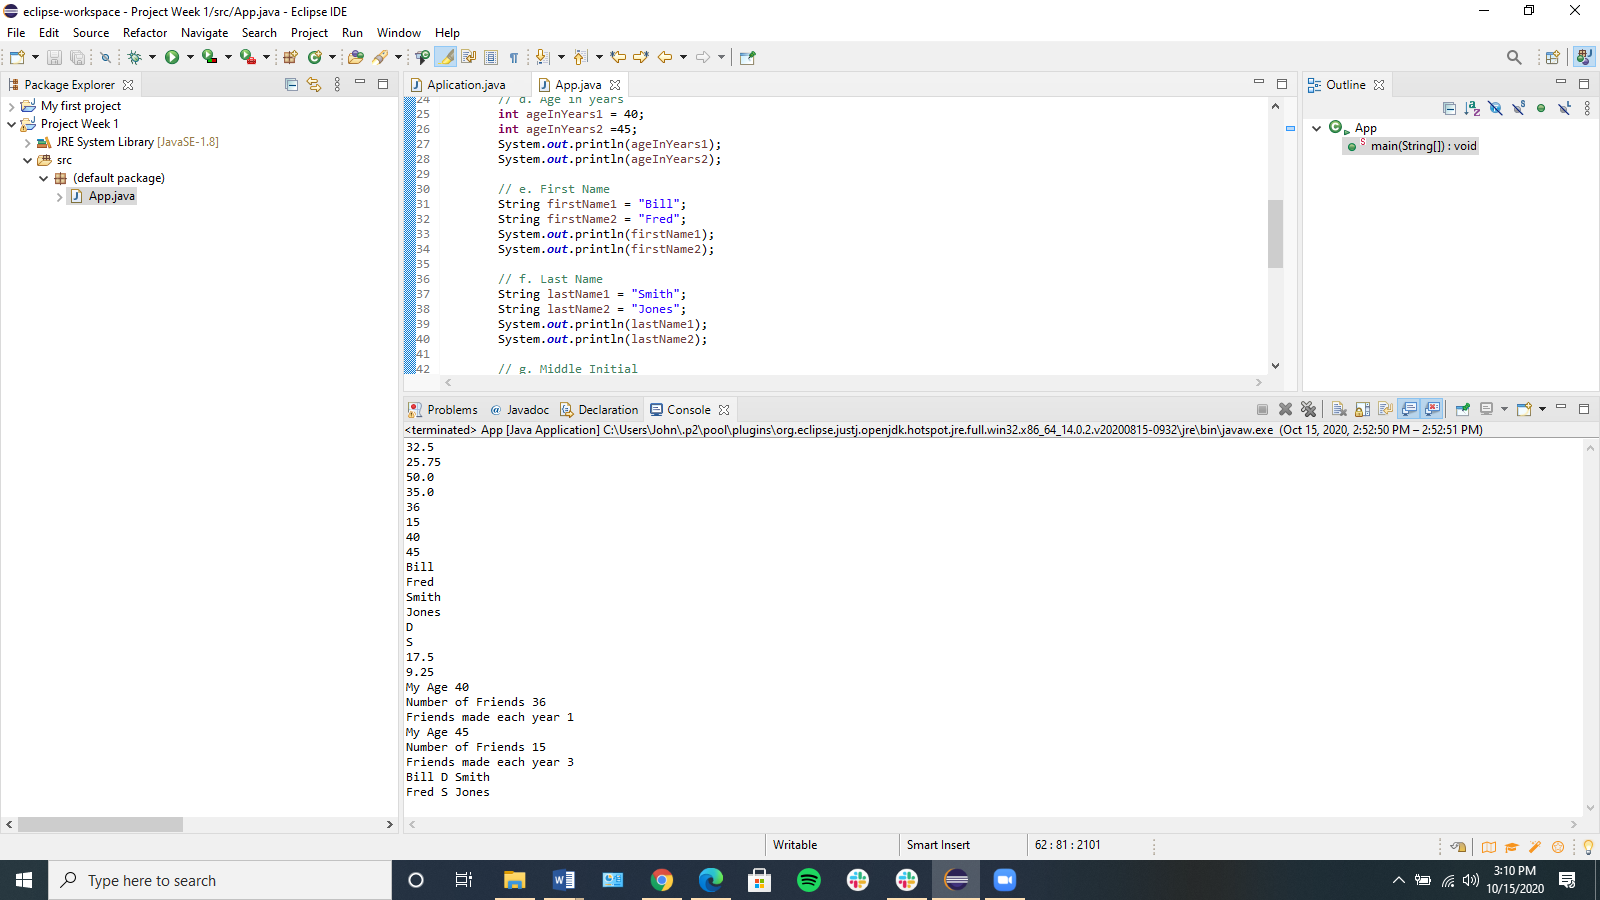 eclipse-workspace - Project Week 1/src/App.java - Eclipse IDE
File Edit Source Refactor Navigate Search Project Run Window Help
Package Explorer
My first project
Project Week 1
JRE System Library [JavaSE-1.8]
src
(default package)
App.java
Aplication.java App.java
24 // d. Age in years
25 int ageInYears1 = 40;
26 int ageInYears2 =45;
27 System.out.println(ageInYears1);
28 System.out.println(ageInYears2);
29
30 // e. First Name
31 String firstName1 = "Bill";
32 String firstName2 = "Fred";
33 System.out.println(firstName1);
34 System.out.println(firstName2);
35
36 // f. Last Name
37 String lastName1 = "Smith";
38 String lastName2 = "Jones";
39 System.out.println(lastName1);
40 System.out.println(lastName2);
41
42 // g. Middle Initial
Outline
App
main(String[]) : void
Problems @ Javadoc Declaration Console
<terminated> App [Java Application] C:\Users\John\.p2\pool\plugins\org.eclipse.justj.openjdk.hotspot.jre.full.win32.x86_64_14.0.2.v20200815-0932\jre\bin\javaw.exe (Oct 15, 2020, 2:52:50 PM – 2:52:51 PM)
32.5
25.75
50.0
35.0
36
15
40
45
Bill
Fred
Smith
Jones
D
S
17.5
9.25
My Age 40
Number of Friends 36
Friends made each year 1
My Age 45
Number of Friends 15
Friends made each year 3
Bill D Smith
Fred S Jones
Writable Smart Insert 62 : 81 : 2101
Type here to search
3:10 PM
10/15/2020